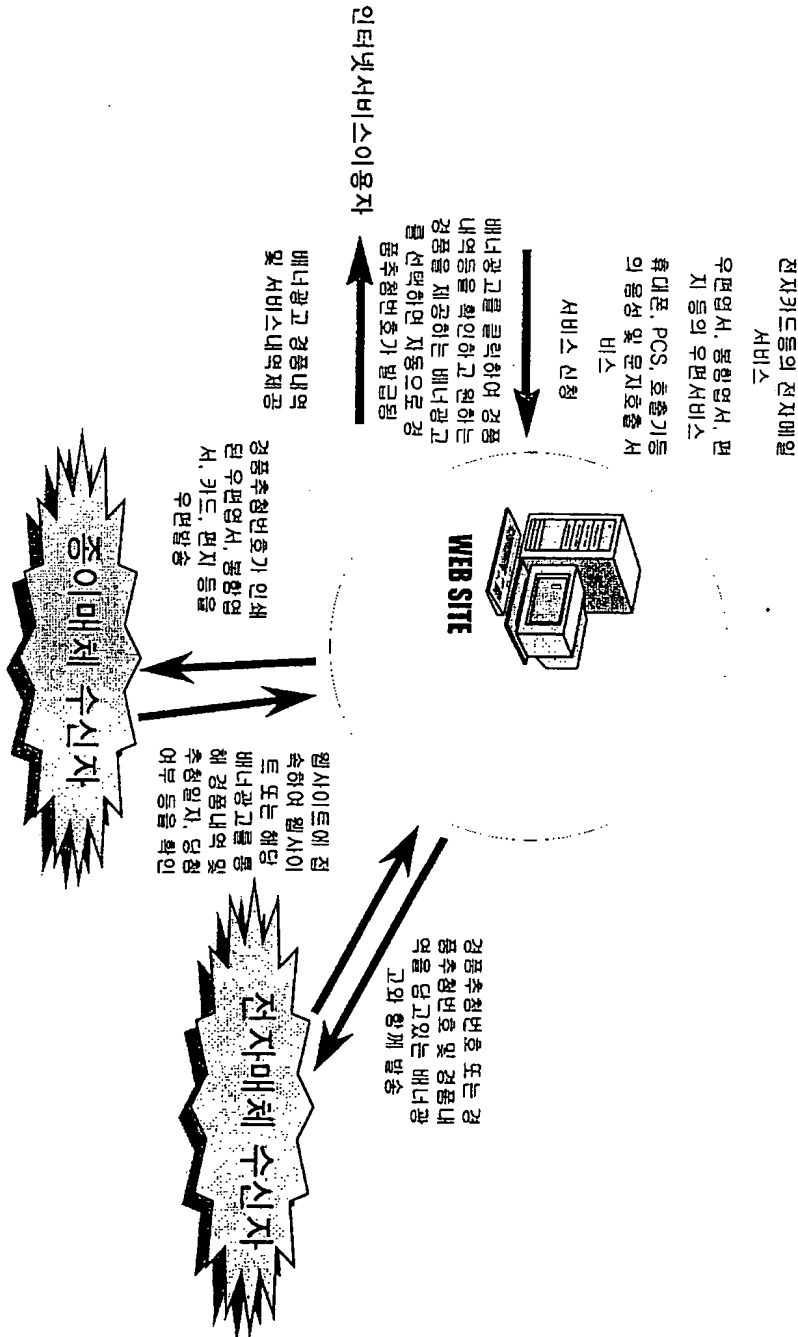 전자카드등의 전자메일
서비스
우편엽서, 봉함엽서, 편
지 등의 우편서비스
휴대폰, PCS, 호출기등
의 음성 및 문자호출 서
비스
서비스 신청
배너광고를 클릭하여 경품
내역등을 확인하고 원하는
경품을 제공하는 배너광고
를 선택하면 자동으로 경
품추첨번호가 발급됨
인터넷서비스이용자
배너광고 경품내역
및 서비스내역제공
WEB SITE
경품추첨번호가 인쇄
된 우편엽서, 봉함엽
서, 카드, 편지 등을
우편발송
종이매체 수신자
웹사이트에 접
속하여 웹사이
트 또는 해당
배너광고를 통
해 경품내역 및
추첨일자, 당첨
여부 등을 확인
경품추첨번호 또는 경
품추첨번호 및 경품내
역을 담고있는 배너광
고와 함께 발송
전자매체 수신자